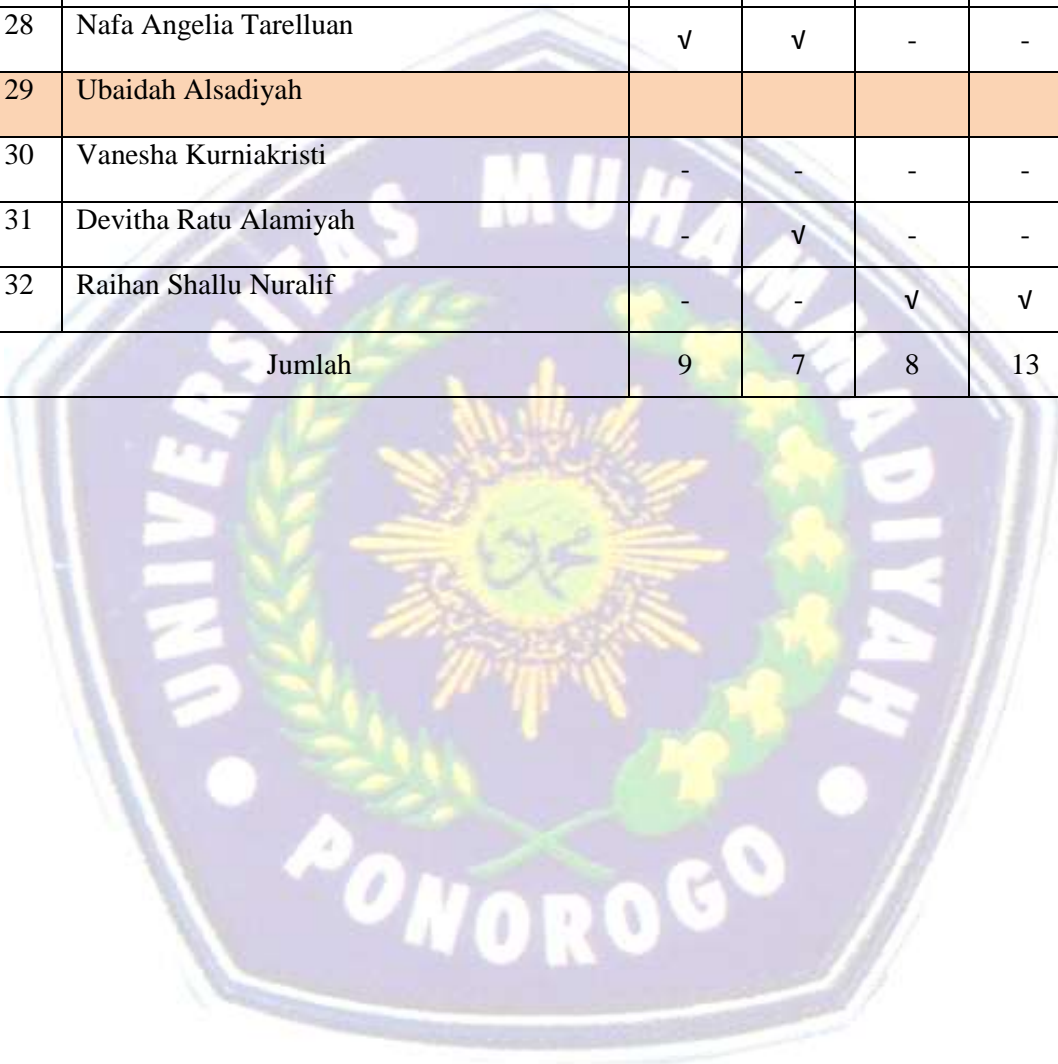 28 Nafa Angelia Tarelluan √ √ - -
29 Ubaidah Alsadiyah
30 Vanesha Kurniakristi - - - -
31 Devitha Ratu Alamiyah - √ - -
32 Raihan Shallu Nuralif - - √ √
Jumlah 9 7 8 13
UNIVERSITAS MUHAMMADIYAH
PONOROGO